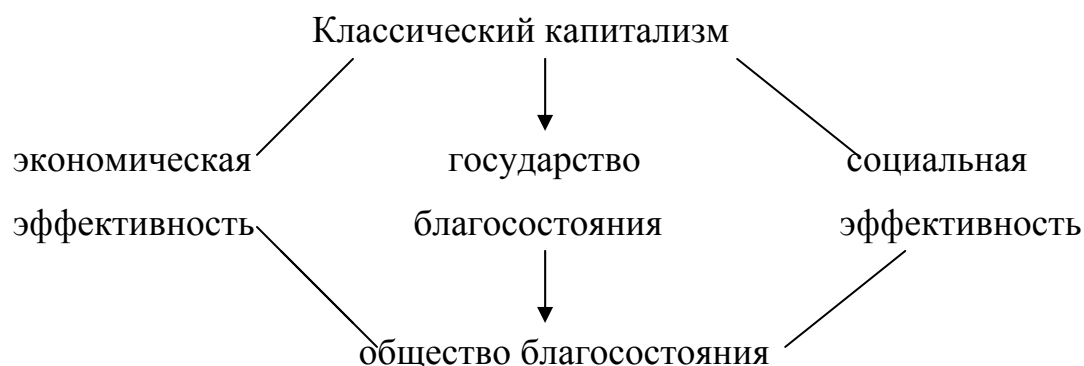 Классический капитализм
экономическая государство социальная
эффективность благосостояния эффективность
общество благосостояния